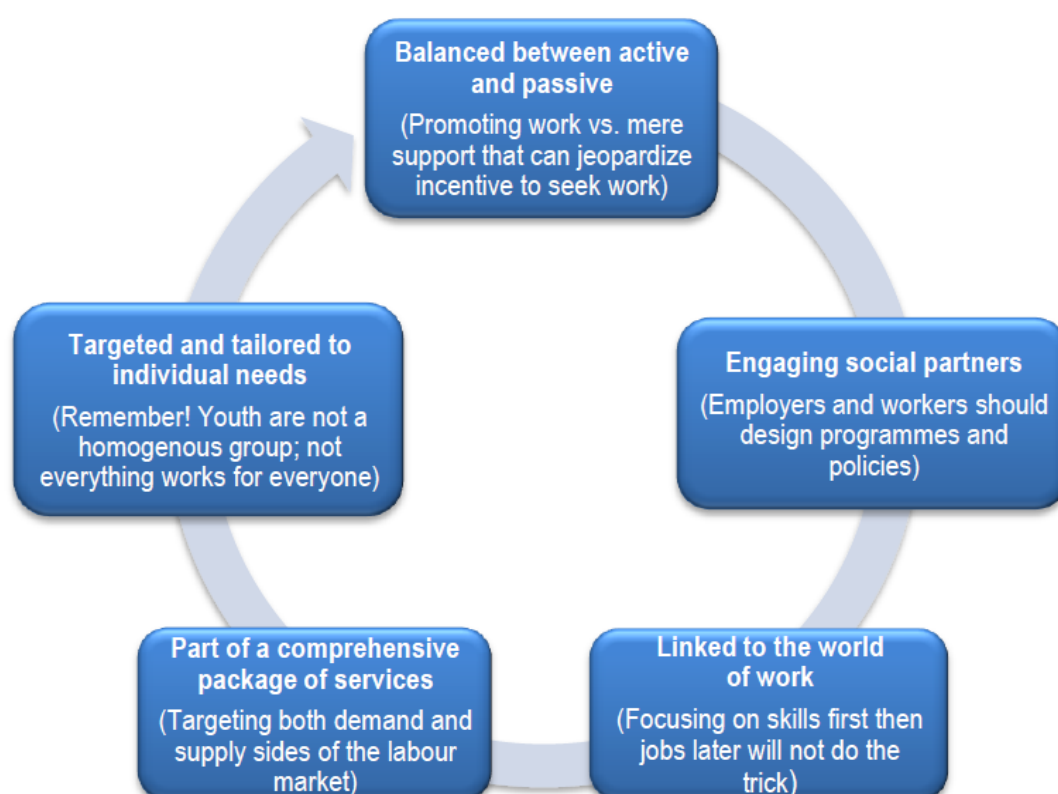 Balanced between active
and passive
(Promoting work vs. mere
support that can jeopardize
incentive to seek work)
Engaging social partners
(Employers and workers should
design programmes and
policies)
Linked to the world
of work
(Focusing on skills first then
jobs later will not do the
trick)
Part of a comprehensive
package of services
(Targeting both demand and
supply sides of the labour
market)
Targeted and tailored to
individual needs
(Remember! Youth are not a
homogenous group; not
everything works for everyone)